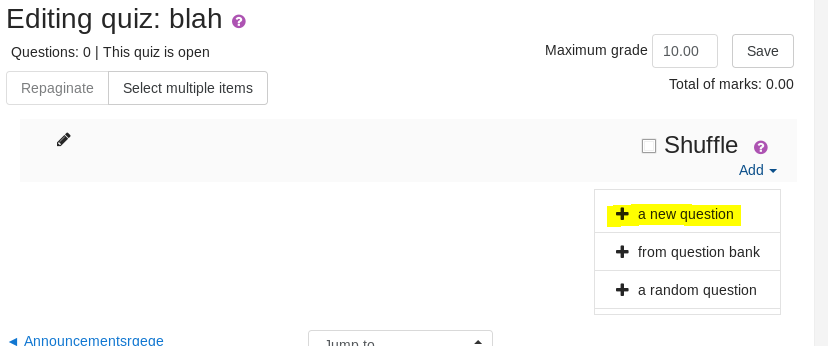 Editing quiz: blah
Questions: 0 | This quiz is open
Maximum grade 10.00 Save
Repaginate Select multiple items
Total of marks: 0.00
Shuffle
Add
a new question
from question bank
a random question
Announcementsrgege
Jump to